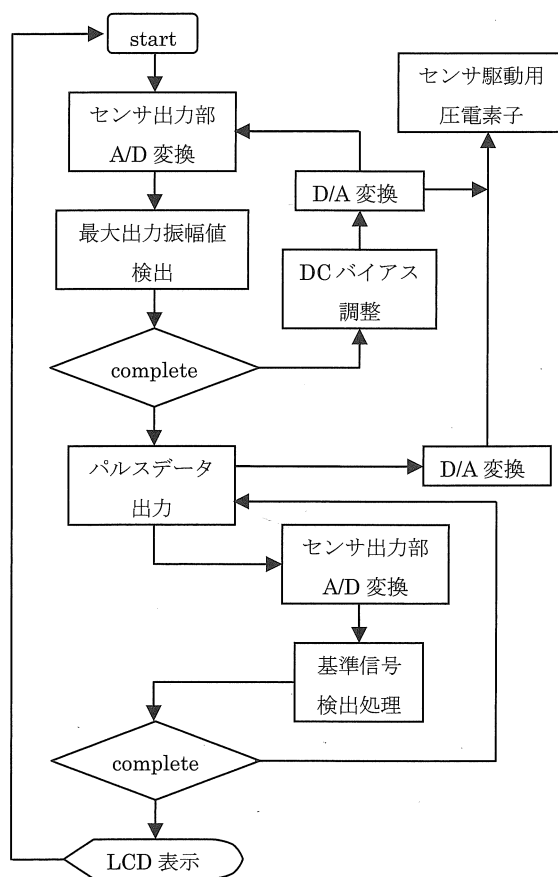 start
センサ出力部
A/D 変換
最大出力振幅値
検出
complete
センサ駆動用
圧電素子
D/A 変換
DC バイアス
調整
パルスデータ
出力
D/A 変換
センサ出力部
A/D 変換
基準信号
検出処理
complete
LCD 表示